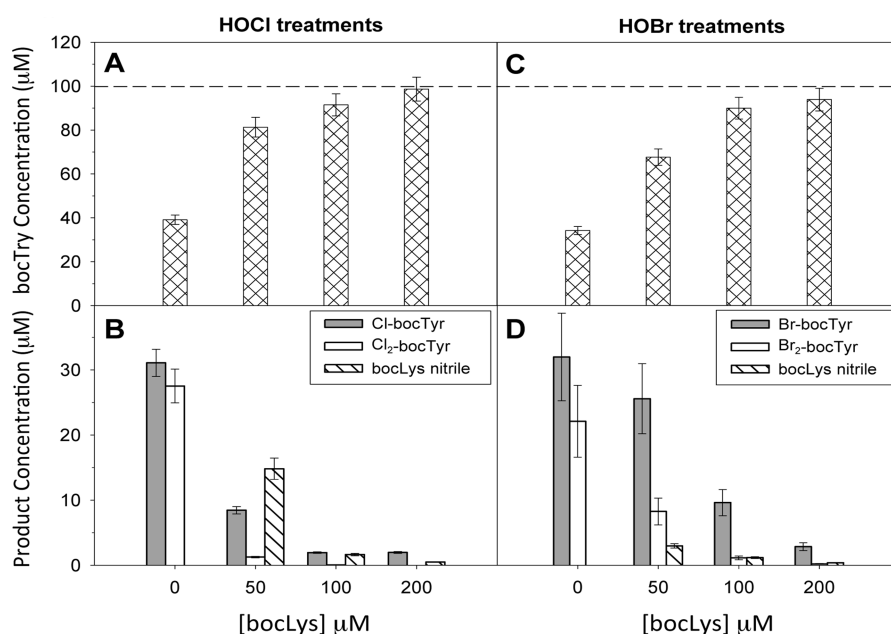 HOCl treatments
HOBr treatments
bocTry Concentration (μM)
120
100
80
60
40
20
0
A
C
Product Concentration (μM)
30
20
10
0
B
Cl-bocTyr
Cl₂-bocTyr
bocLys nitrile
D
Br-bocTyr
Br₂-bocTyr
bocLys nitrile
0 50 100 200
0 50 100 200
[bocLys] μM
[bocLys] μM